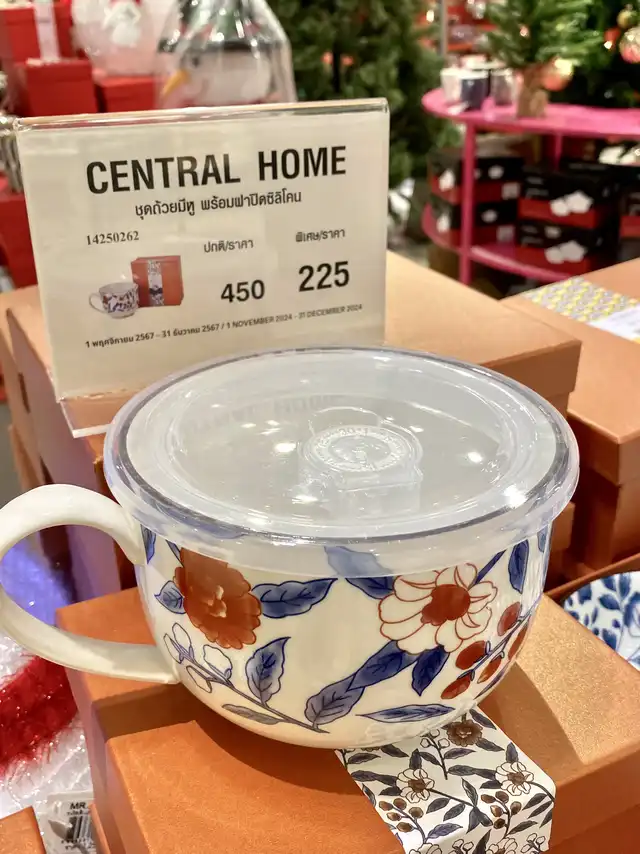 CENTRAL HOME
ชุดถ้วยมีหู พร้อมฝาปิดซิลิโคน
14250262
ปกติ/ราคา
พิเศษ/ราคา
450
225
1 พฤศจิกายน 2567 - 31 ธันวาคม 2567 / 1 NOVEMBER 2024 - 31 DECEMBER 2024
MR.